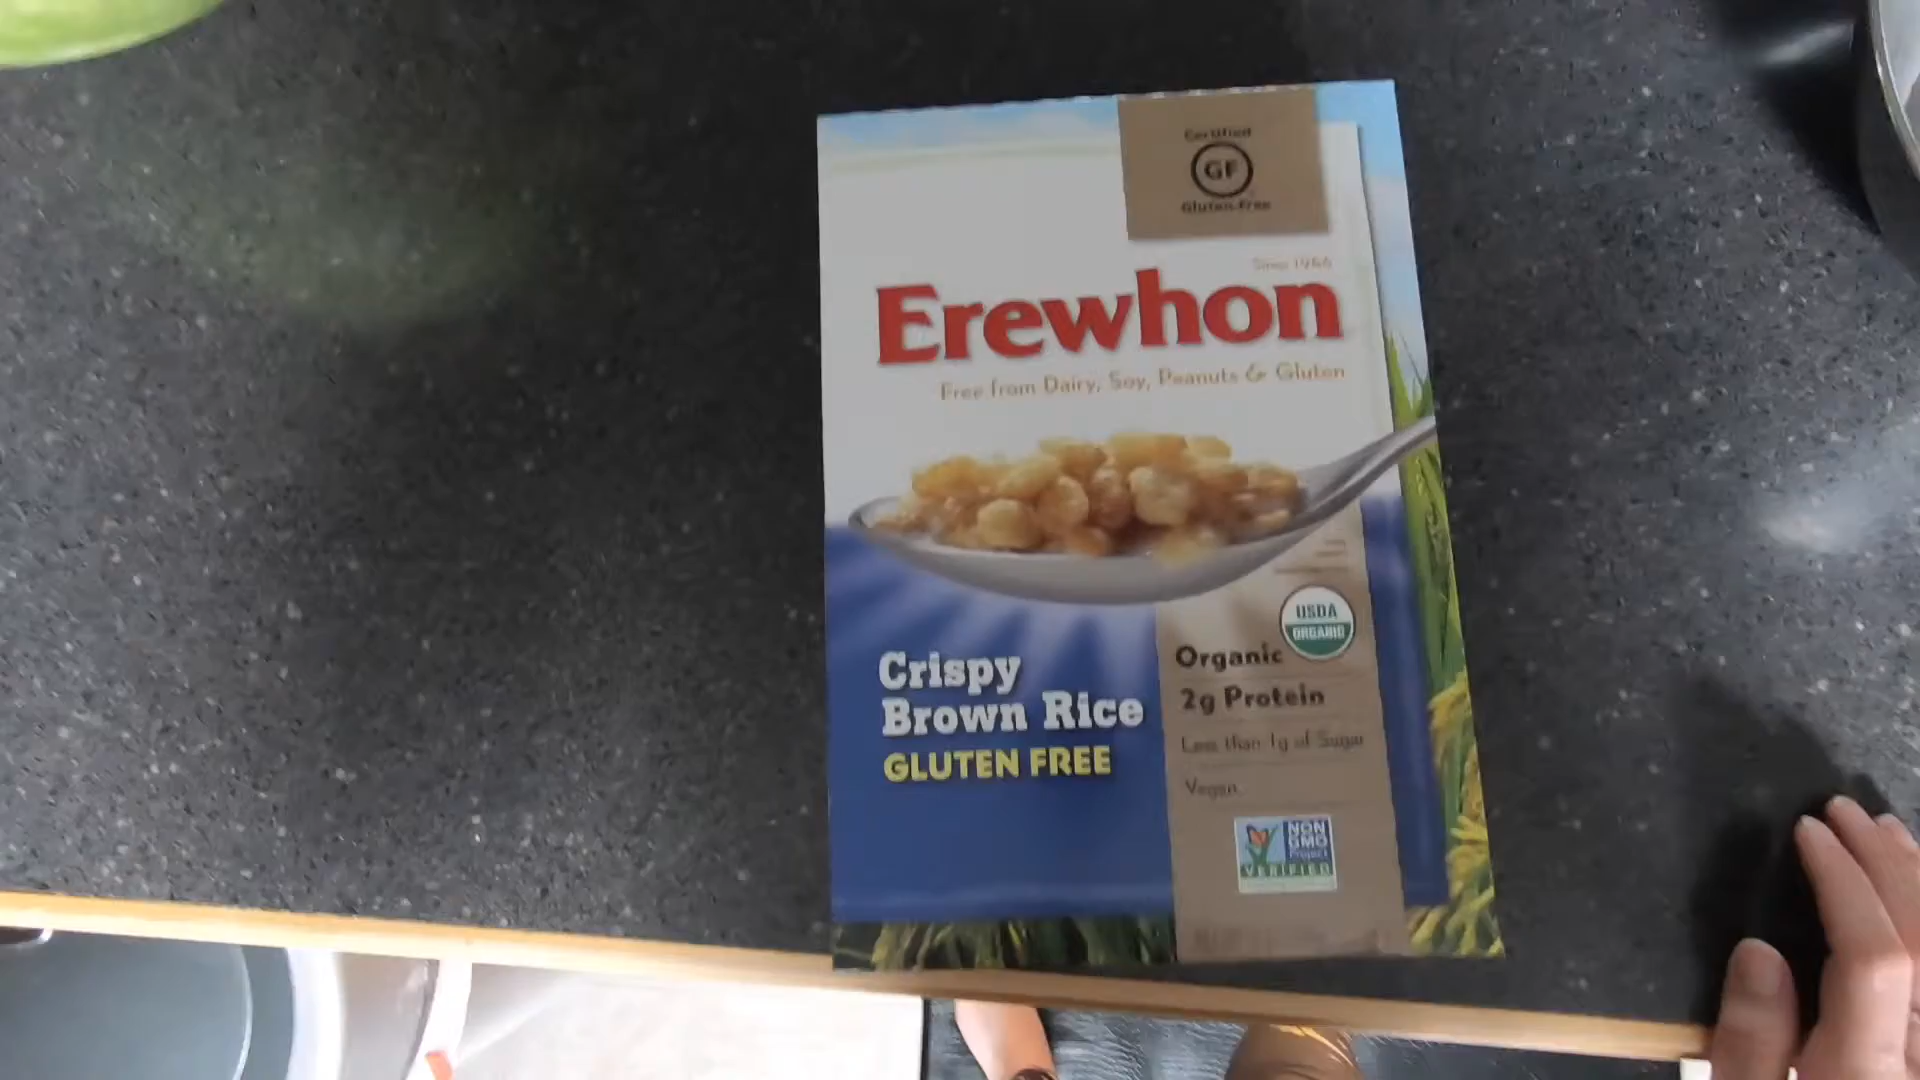 Certified
GF
Gluten-Free
Since 1966
Erewhon
Free from Dairy, Soy, Peanuts & Gluten
USDA
ORGANIC
Crispy
Brown Rice
GLUTEN FREE
Organic
2g Protein
Less than 1g of Sugar
Vegan
NON
GMO
Project
VERIFIED